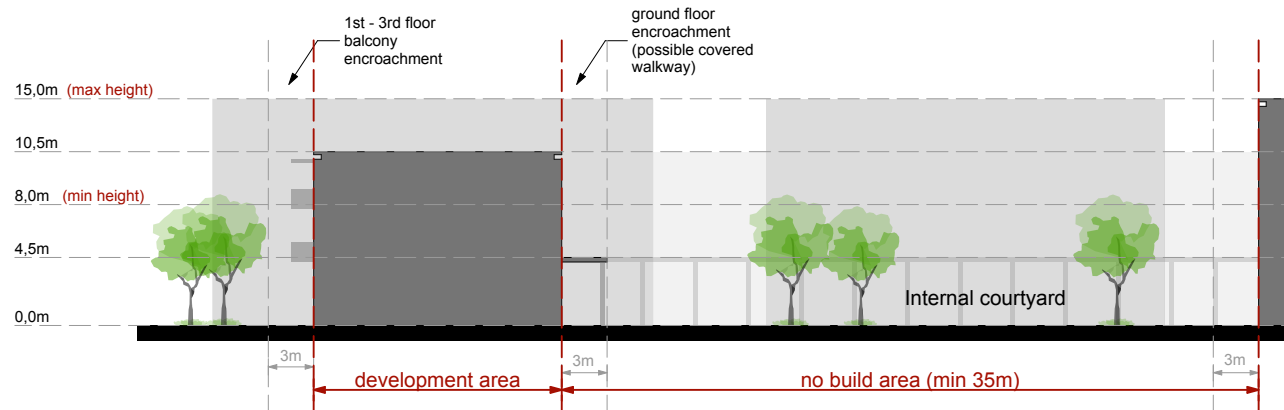 1st - 3rd floor
balcony
encroachment
ground floor
encroachment
(possible covered
walkway)
15,0m (max height)
10,5m
8,0m (min height)
4,5m
0,0m
Internal courtyard
3m
development area
3m
no build area (min 35m)
3m